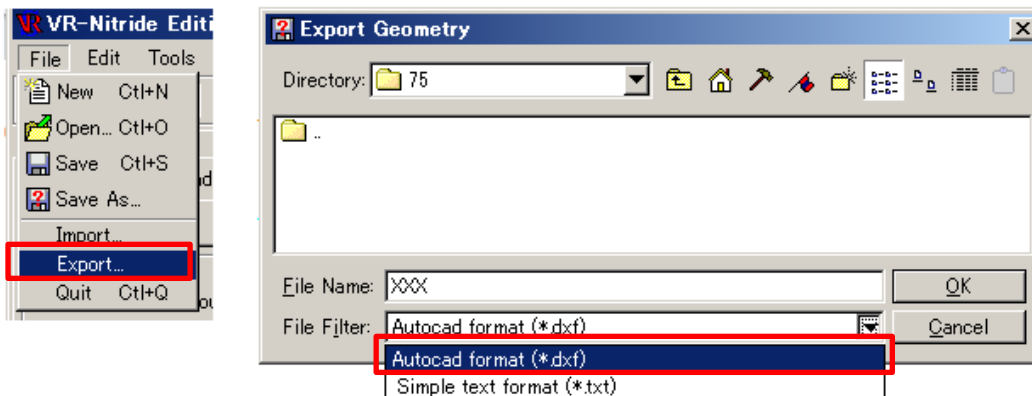 VR-Nitride Editi
File Edit Tools
New Ctl+N
Open... Ctl+O
Save Ctl+S
Save As...
Import...
Export...
Quit Ctl+Q
Export Geometry
Directory: 75
..
File Name: XXX
OK
File Filter: Autocad format (*.dxf)
Cancel
Autocad format (*.dxf)
Simple text format (*.txt)